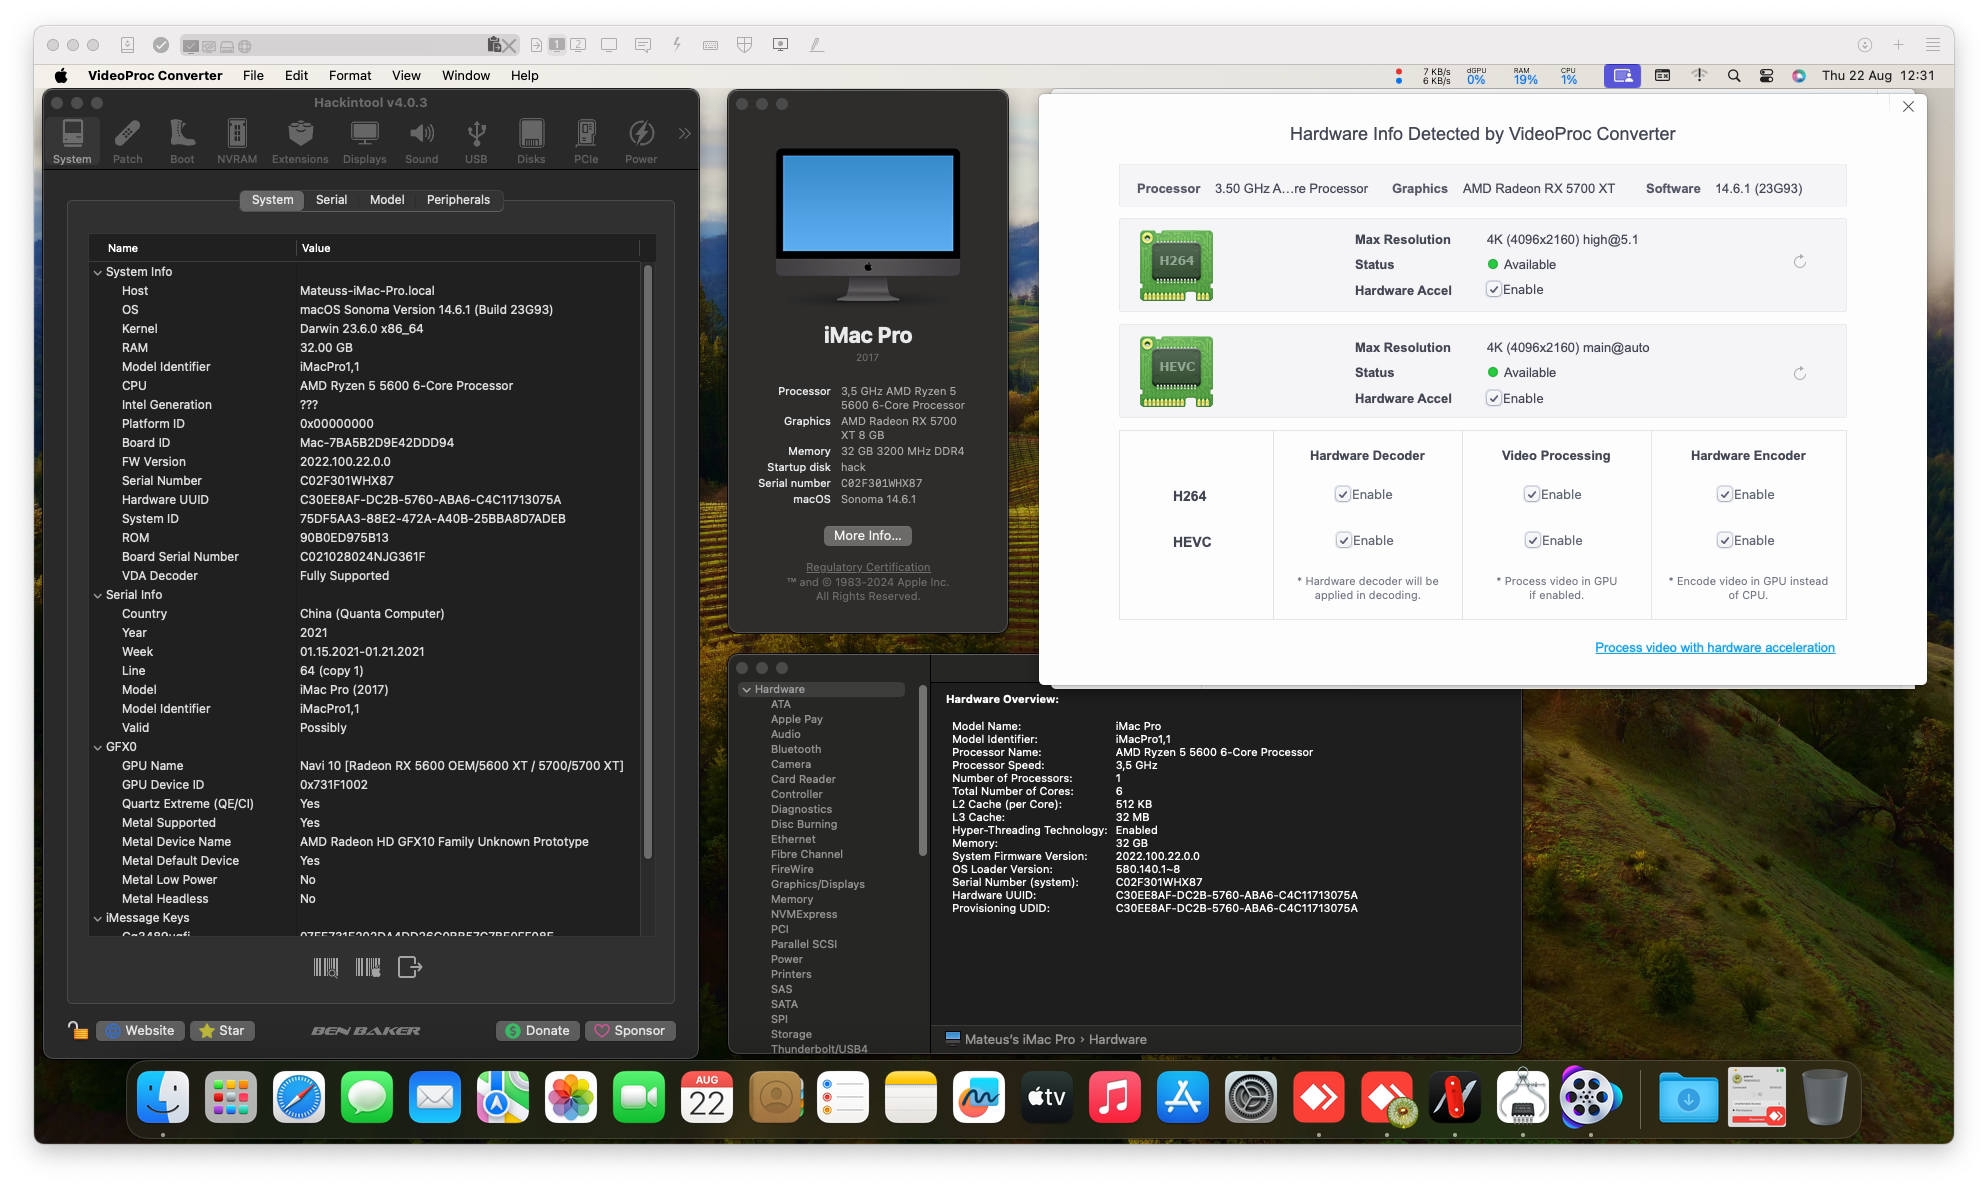 VideoProc Converter File Edit Format View Window Help
7 KB/s
6 KB/s
dGPU
0%
RAM
19%
CPU
1%
Thu 22 Aug 12:31
Hackintool v4.0.3
System Patch Boot NVRAM Extensions Displays Sound USB Disks PCIe Power
System Serial Model Peripherals
Name Value
System Info
Host Mateuss-iMac-Pro.local
OS macOS Sonoma Version 14.6.1 (Build 23G93)
Kernel Darwin 23.6.0 x86_64
RAM 32.00 GB
Model Identifier iMacPro1,1
CPU AMD Ryzen 5 5600 6-Core Processor
Intel Generation ???
Platform ID 0x00000000
Board ID Mac-7BA5B2D9E42DDD94
FW Version 2022.100.22.0.0
Serial Number C02F301WHX87
Hardware UUID C30EE8AF-DC2B-5760-ABA6-C4C11713075A
System ID 75DF5AA3-88E2-472A-A40B-25BBA8D7ADEB
ROM 90B0ED975B13
Board Serial Number C021028024NJG361F
VDA Decoder Fully Supported
Serial Info
Country China (Quanta Computer)
Year 2021
Week 01.15.2021-01.21.2021
Line 64 (copy 1)
Model iMac Pro (2017)
Model Identifier iMacPro1,1
Valid Possibly
GFX0
GPU Name Navi 10 [Radeon RX 5600 OEM/5600 XT / 5700/5700 XT]
GPU Device ID 0x731F1002
Quartz Extreme (QE/CI) Yes
Metal Supported Yes
Metal Device Name AMD Radeon HD GFX10 Family Unknown Prototype
Metal Default Device Yes
Metal Low Power No
Metal Headless No
iMessage Keys
Website Star BEN BAKER Donate Sponsor
iMac Pro
2017
Processor 3,5 GHz AMD Ryzen 5
5600 6-Core Processor
Graphics AMD Radeon RX 5700
XT 8 GB
Memory 32 GB 3200 MHz DDR4
Startup disk hack
Serial number C02F301WHX87
macOS Sonoma 14.6.1
More Info...
Regulatory Certification
™ and © 1983-2024 Apple Inc.
All Rights Reserved.
Hardware Info Detected by VideoProc Converter
Processor 3.50 GHz A...re Processor Graphics AMD Radeon RX 5700 XT Software 14.6.1 (23G93)
H264
Max Resolution 4K (4096x2160) high@5.1
Status Available
Hardware Accel Enable
HEVC
Max Resolution 4K (4096x2160) main@auto
Status Available
Hardware Accel Enable
Hardware Decoder Video Processing Hardware Encoder
H264 Enable Enable Enable
HEVC Enable Enable Enable
* Hardware decoder will be * Process video in GPU * Encode video in GPU instead
applied in decoding. if enabled. of CPU.
Process video with hardware acceleration
Hardware
ATA
Apple Pay
Audio
Bluetooth
Camera
Card Reader
Controller
Diagnostics
Disc Burning
Ethernet
Fibre Channel
FireWire
Graphics/Displays
Memory
NVMExpress
PCI
Parallel SCSI
Power
Printers
SAS
SATA
SPI
Storage
Thunderbolt/USB4
Hardware Overview:
Model Name: iMac Pro
Model Identifier: iMacPro1,1
Processor Name: AMD Ryzen 5 5600 6-Core Processor
Processor Speed: 3,5 GHz
Number of Processors: 1
Total Number of Cores: 6
L2 Cache (per Core): 512 KB
L3 Cache: 32 MB
Hyper-Threading Technology: Enabled
Memory: 32 GB
System Firmware Version: 2022.100.22.0.0
OS Loader Version: 580.140.1~8
Serial Number (system): C02F301WHX87
Hardware UUID: C30EE8AF-DC2B-5760-ABA6-C4C11713075A
Provisioning UDID: C30EE8AF-DC2B-5760-ABA6-C4C11713075A
Mateus's iMac Pro › Hardware
AUG
22
tv